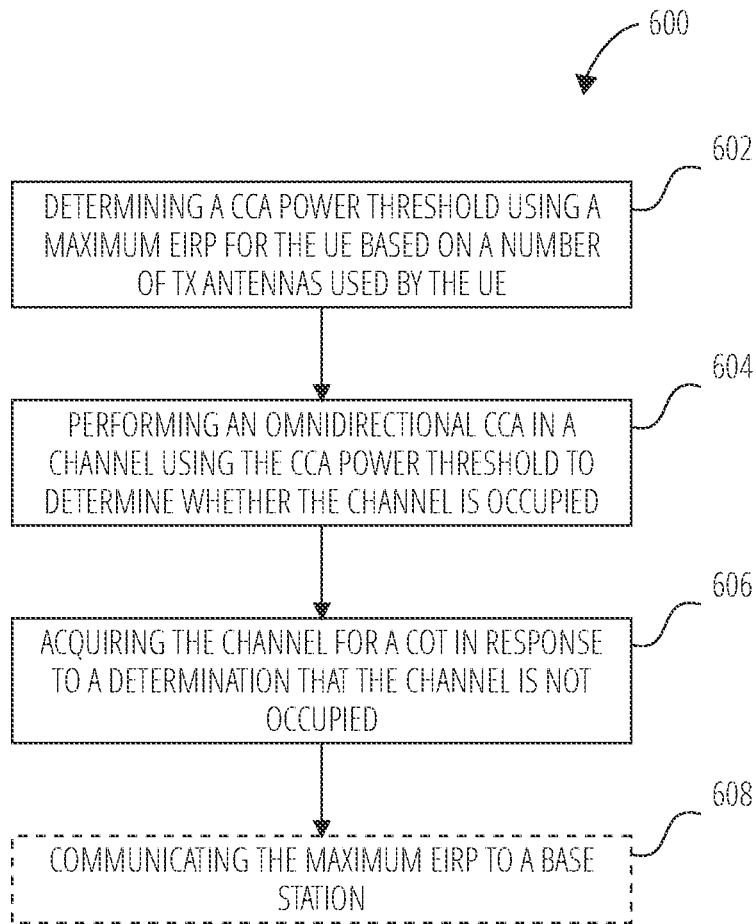 600
602
DETERMINING A CCA POWER THRESHOLD USING A
MAXIMUM EIRP FOR THE UE BASED ON A NUMBER
OF TX ANTENNAS USED BY THE UE
604
PERFORMING AN OMNIDIRECTIONAL CCA IN A
CHANNEL USING THE CCA POWER THRESHOLD TO
DETERMINE WHETHER THE CHANNEL IS OCCUPIED
606
ACQUIRING THE CHANNEL FOR A COT IN RESPONSE
TO A DETERMINATION THAT THE CHANNEL IS NOT
OCCUPIED
608
COMMUNICATING THE MAXIMUM EIRP TO A BASE
STATION